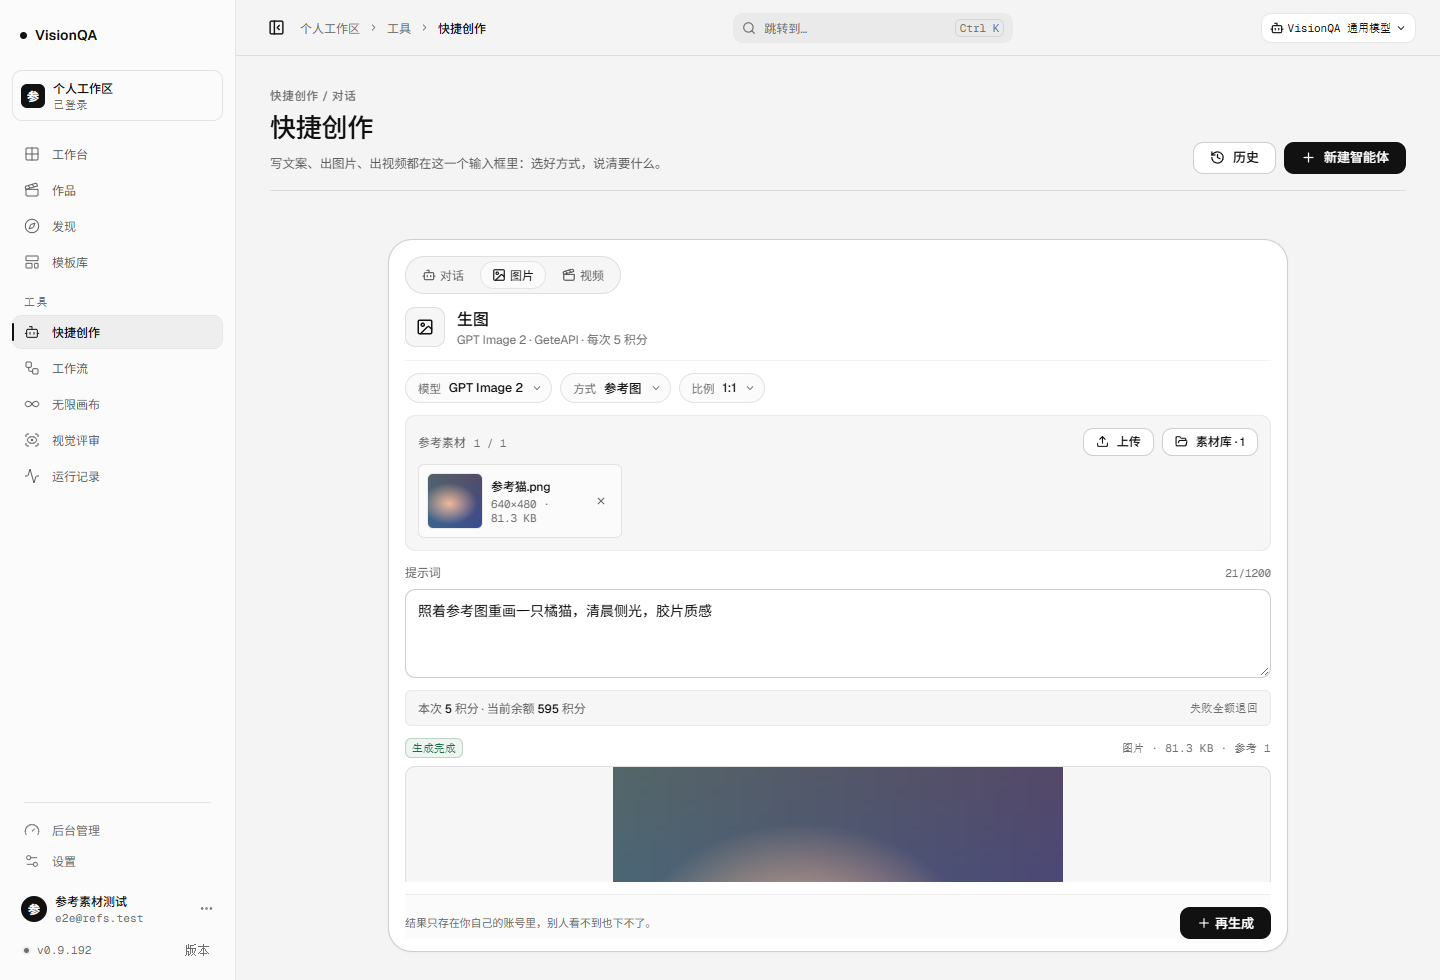 VisionQA
参
个人工作区
已登录
工作台
作品
发现
模板库
工具
快捷创作
工作流
无限画布
视觉评审
运行记录
后台管理
设置
参
参考素材测试
e2e@refs.test
v0.9.192
版本
个人工作区 > 工具 > 快捷创作
跳转到…
Ctrl K
VisionQA 通用模型
快捷创作 / 对话
快捷创作
写文案、出图片、出视频都在这一个输入框里：选好方式，说清要什么。
历史
新建智能体
对话
图片
视频
生图
GPT Image 2 · GeteAPI · 每次 5 积分
模型 GPT Image 2
方式 参考图
比例 1:1
参考素材 1 / 1
上传
素材库 · 1
参考猫.png
640×480 ·
81.3 KB
提示词
21/1200
照着参考图重画一只橘猫，清晨侧光，胶片质感
本次 5 积分 · 当前余额 595 积分
失败全额退回
生成完成
图片 · 81.3 KB · 参考 1
结果只存在你自己的账号里，别人看不到也下不了。
再生成